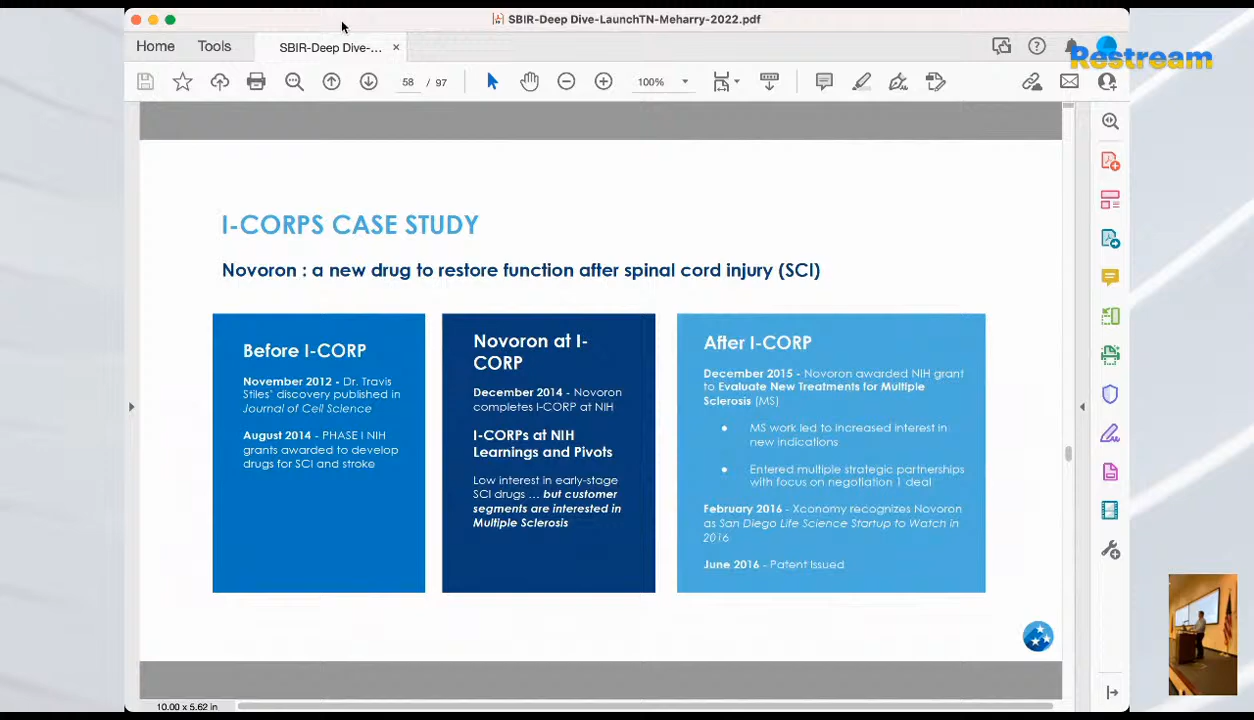 SBIR-Deep Dive-LaunchTN-Meharry-2022.pdf
Home Tools SBIR-Deep Dive-... ×
Restream
58 / 97 100%
I-CORPS CASE STUDY
Novoron : a new drug to restore function after spinal cord injury (SCI)
Before I-CORP
November 2012 - Dr. Travis
Stiles' discovery published in
Journal of Cell Science
August 2014 - PHASE I NIH
grants awarded to develop
drugs for SCI and stroke
Novoron at I-
CORP
December 2014 - Novoron
completes I-CORP at NIH
I-CORPs at NIH
Learnings and Pivots
Low interest in early-stage
SCI drugs ... but customer
segments are interested in
Multiple Sclerosis
After I-CORP
December 2015 - Novoron awarded NIH grant
to Evaluate New Treatments for Multiple
Sclerosis (MS)
• MS work led to increased interest in
new indications
• Entered multiple strategic partnerships
with focus on negotiation 1 deal
February 2016 - Xconomy recognizes Novoron
as San Diego Life Science Startup to Watch in
2016
June 2016 - Patent Issued
10.00 x 5.62 in